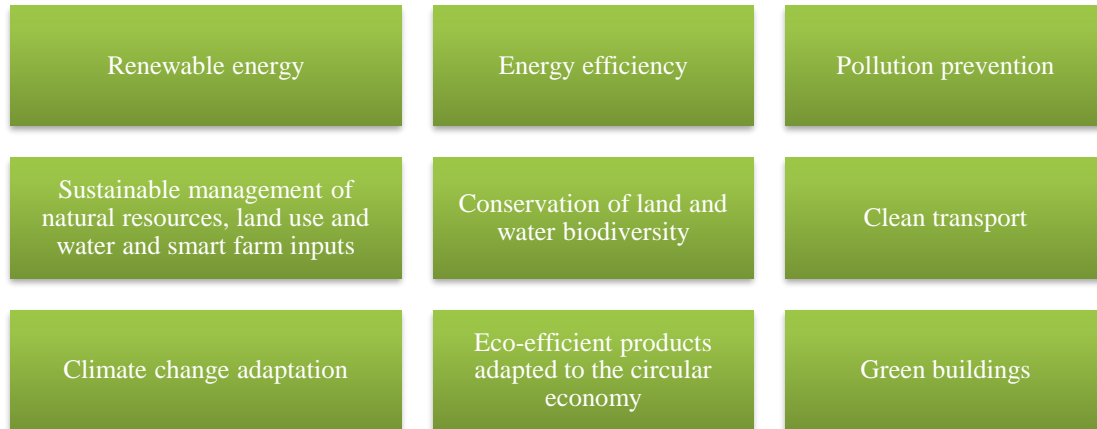 Renewable energy
Energy efficiency
Pollution prevention
Sustainable management of
natural resources, land use and
water and smart farm inputs
Conservation of land and
water biodiversity
Clean transport
Climate change adaptation
Eco-efficient products
adapted to the circular
economy
Green buildings